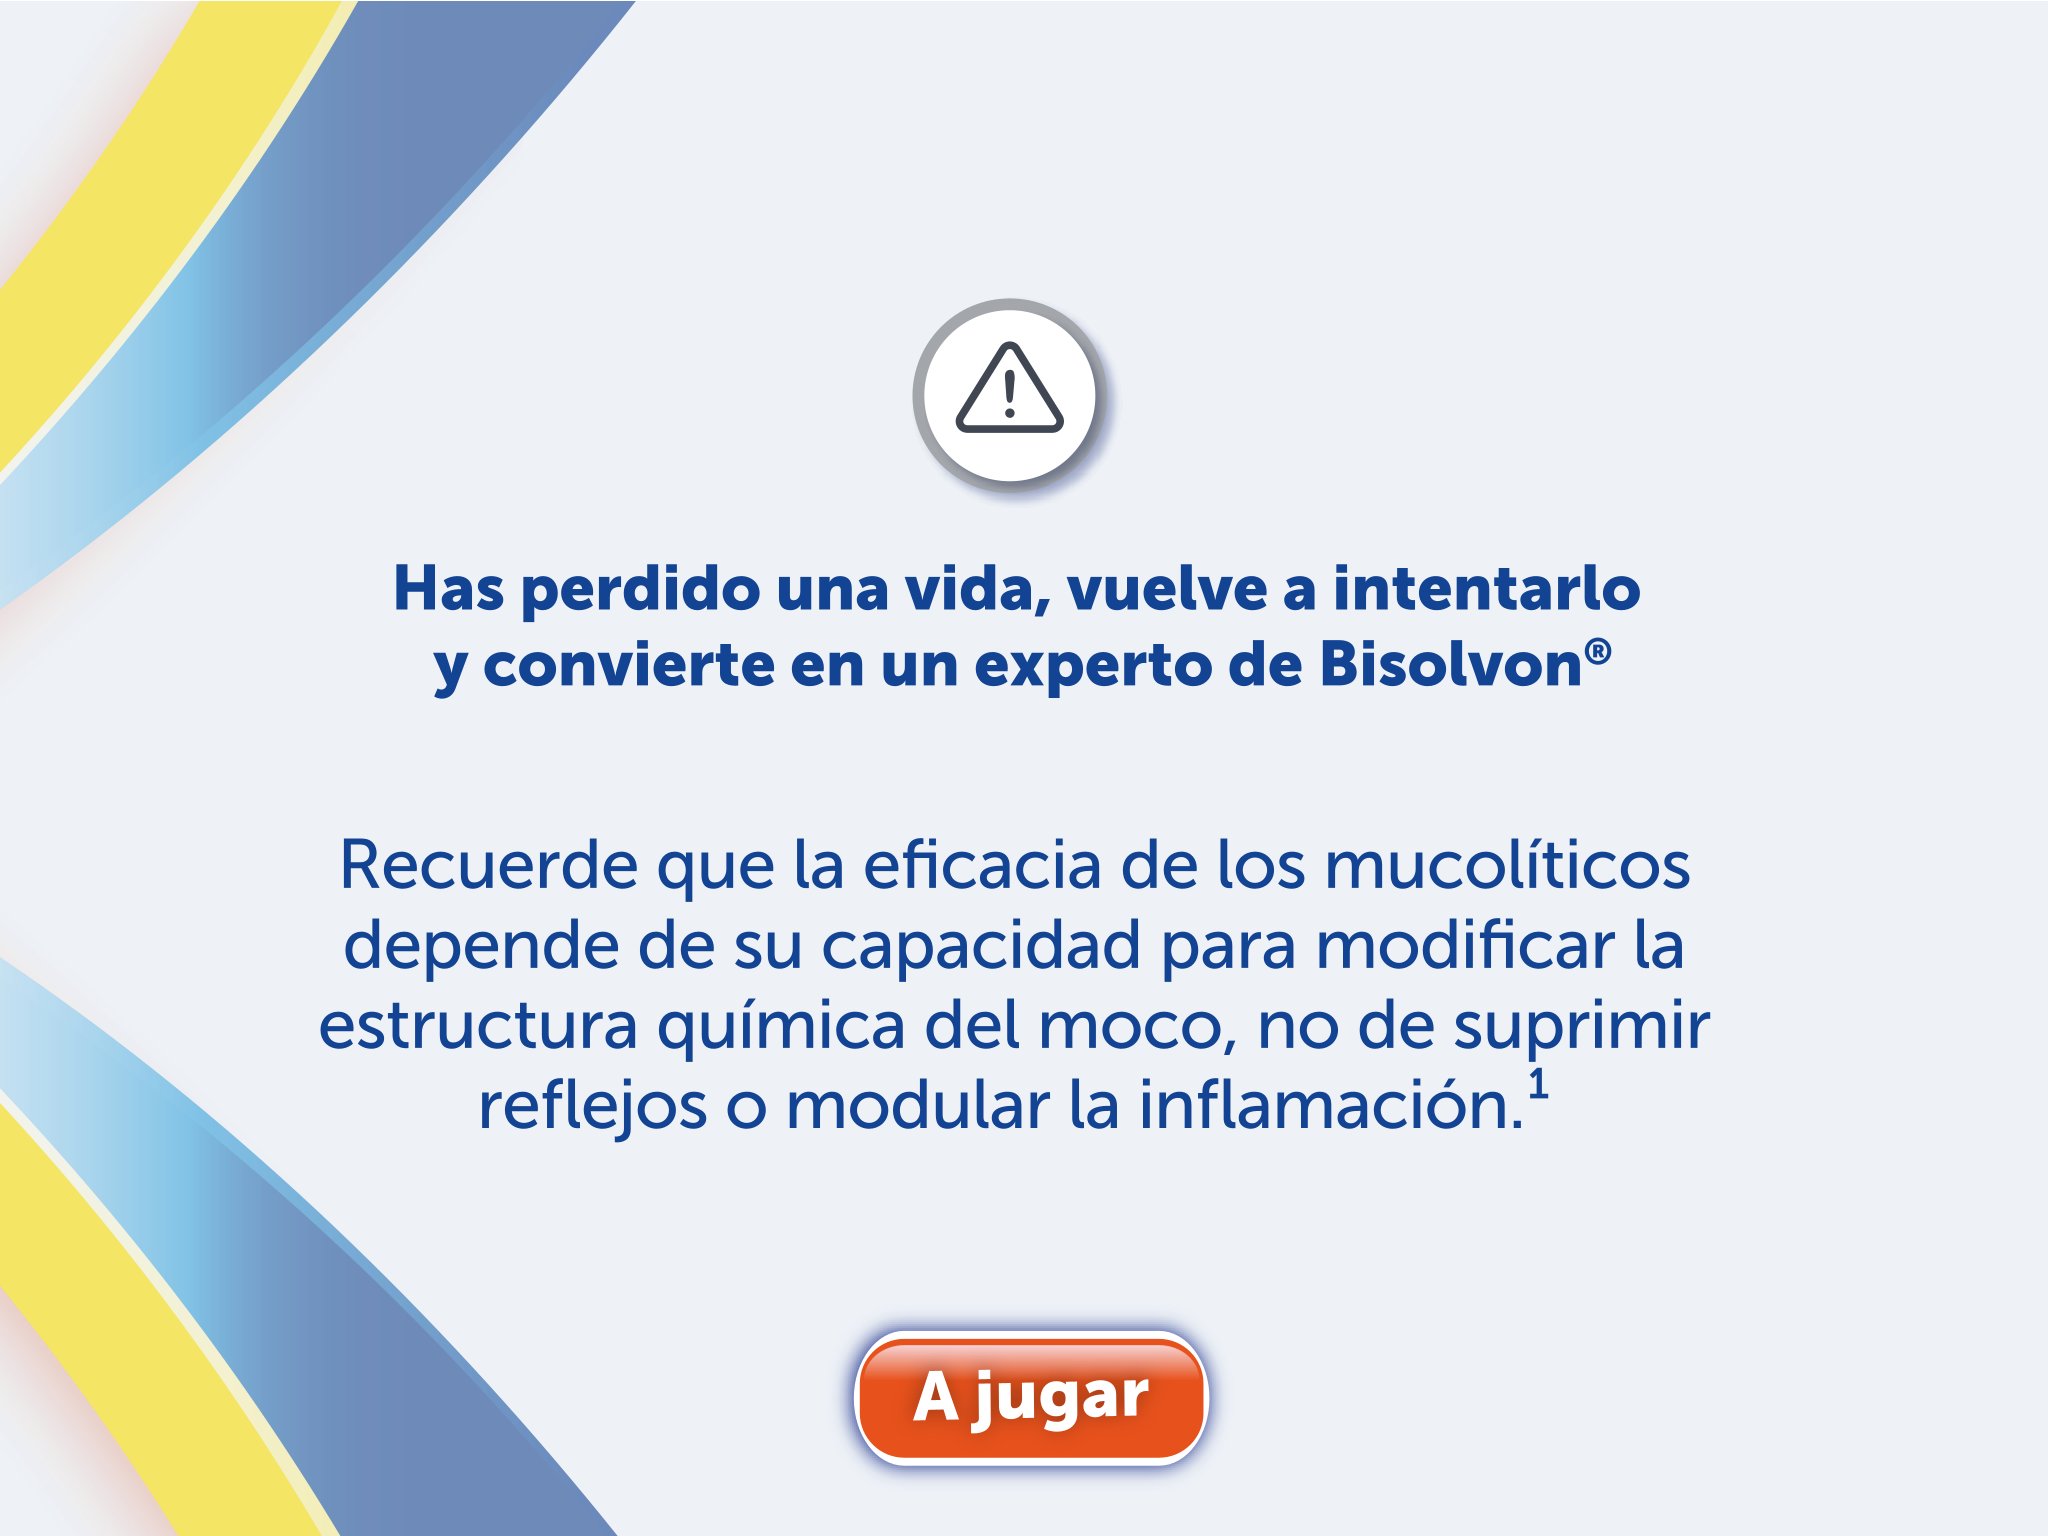 Has perdido una vida, vuelve a intentarlo
y convierte en un experto de Bisolvon®
Recuerde que la eficacia de los mucolíticos
depende de su capacidad para modificar la
estructura química del moco, no de suprimir
reflejos o modular la inflamación.¹
A jugar